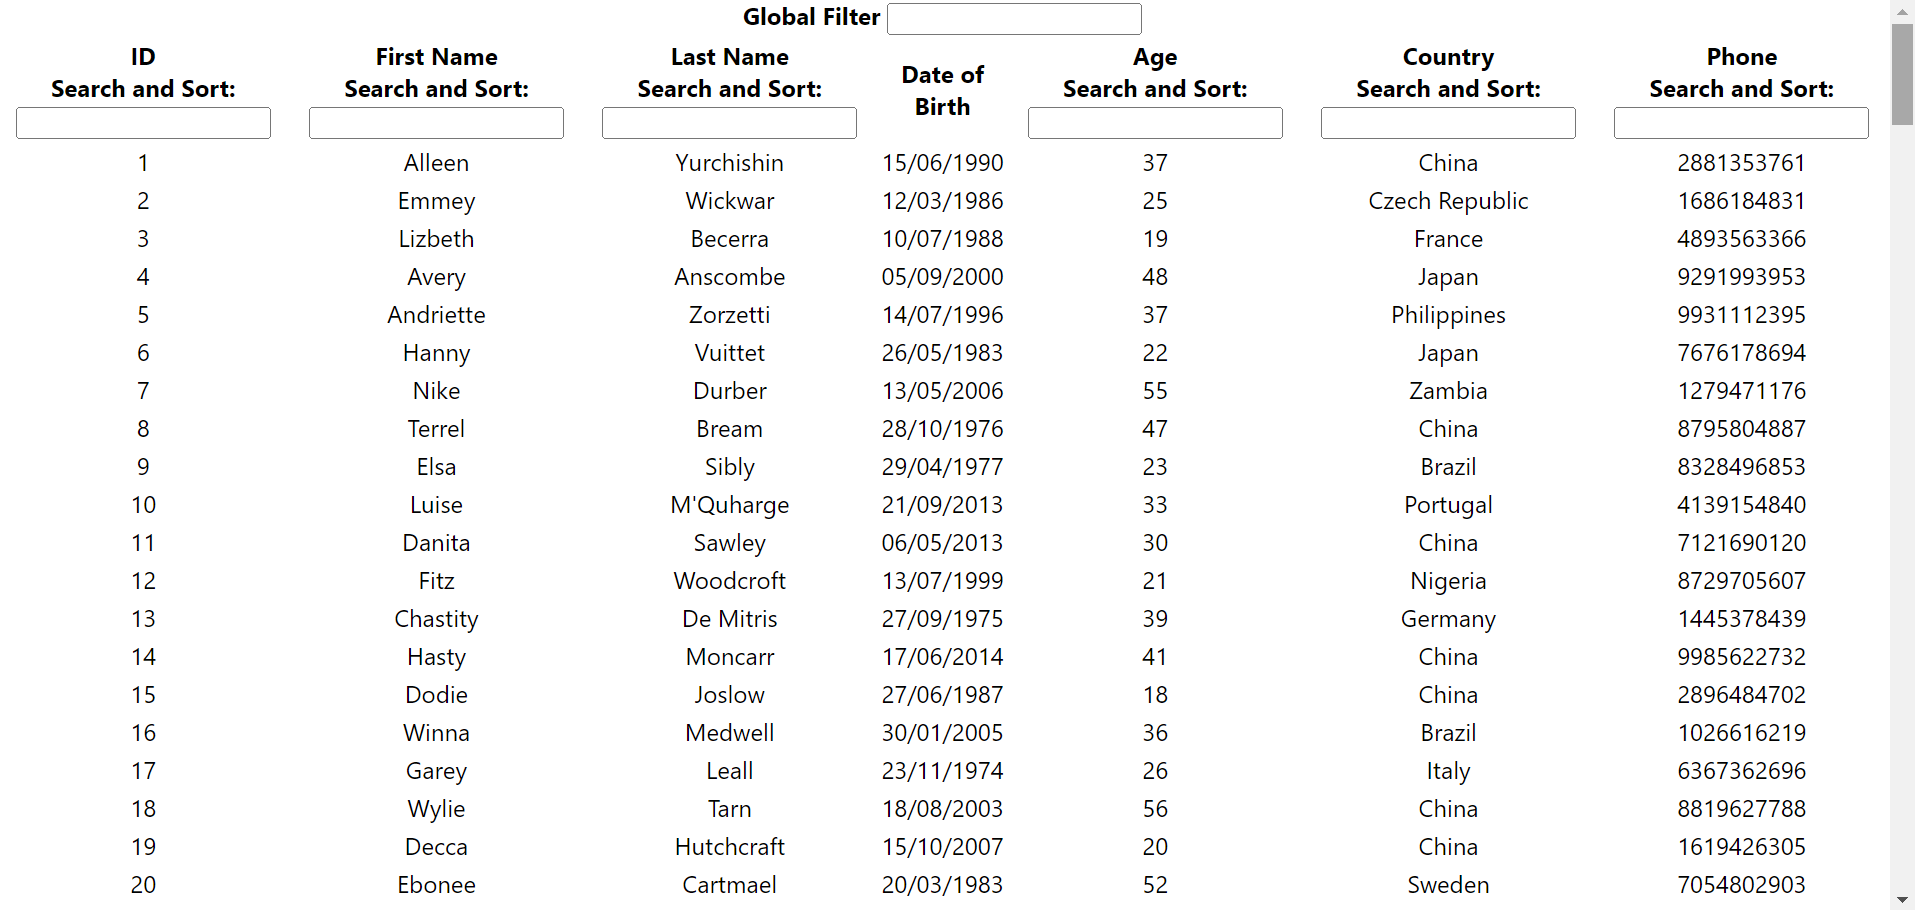 Global Filter
ID First Name Last Name Date of Birth Age Country Phone
Search and Sort: Search and Sort: Search and Sort: Search and Sort: Search and Sort: Search and Sort:
1 Alleen Yurchishin 15/06/1990 37 China 2881353761
2 Emmey Wickwar 12/03/1986 25 Czech Republic 1686184831
3 Lizbeth Becerra 10/07/1988 19 France 4893563366
4 Avery Anscombe 05/09/2000 48 Japan 9291993953
5 Andriette Zorzetti 14/07/1996 37 Philippines 9931112395
6 Hanny Vuittet 26/05/1983 22 Japan 7676178694
7 Nike Durber 13/05/2006 55 Zambia 1279471176
8 Terrel Bream 28/10/1976 47 China 8795804887
9 Elsa Sibly 29/04/1977 23 Brazil 8328496853
10 Luise M'Quharge 21/09/2013 33 Portugal 4139154840
11 Danita Sawley 06/05/2013 30 China 7121690120
12 Fitz Woodcroft 13/07/1999 21 Nigeria 8729705607
13 Chastity De Mitris 27/09/1975 39 Germany 1445378439
14 Hasty Moncarr 17/06/2014 41 China 9985622732
15 Dodie Joslow 27/06/1987 18 China 2896484702
16 Winna Medwell 30/01/2005 36 Brazil 1026616219
17 Garey Leall 23/11/1974 26 Italy 6367362696
18 Wylie Tarn 18/08/2003 56 China 8819627788
19 Decca Hutchcraft 15/10/2007 20 China 1619426305
20 Ebonee Cartmael 20/03/1983 52 Sweden 7054802903